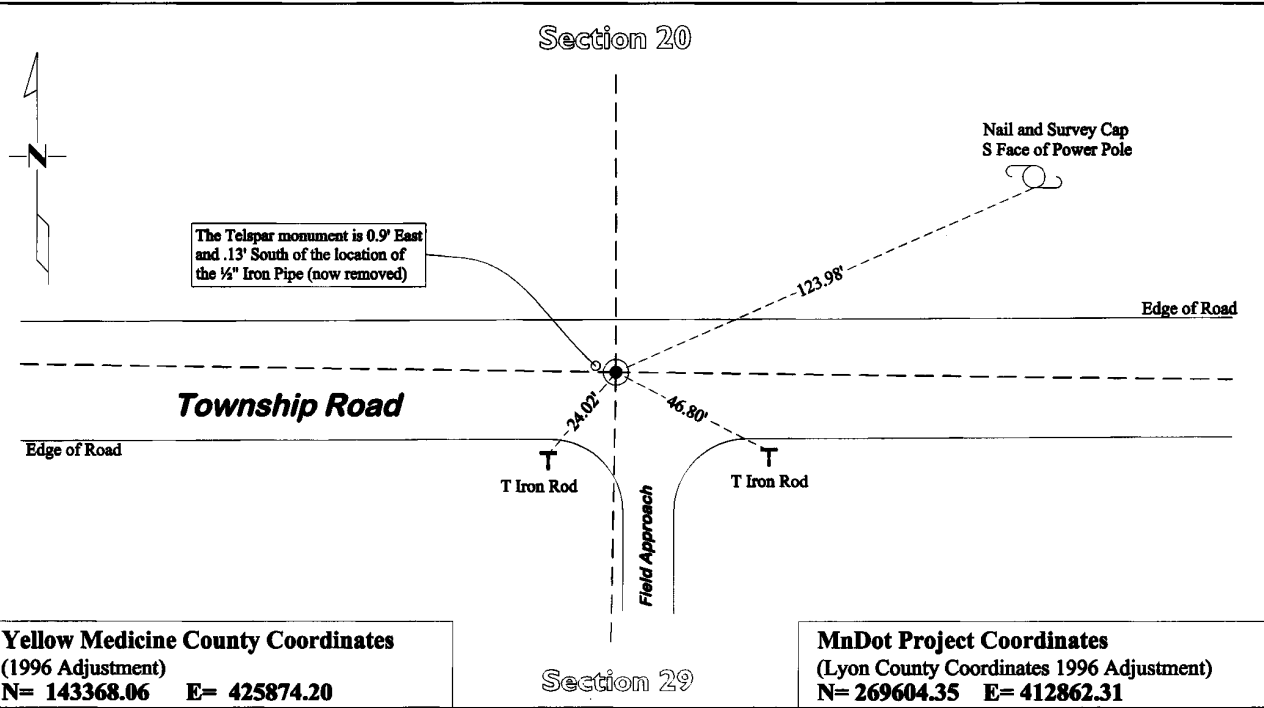 Section 20
N
Nail and Survey Cap
S Face of Power Pole
The Telspar monument is 0.9' East
and .13' South of the location of
the ½" Iron Pipe (now removed)
123.98'
Edge of Road
Township Road
24.02'
46.80'
Edge of Road
T Iron Rod
T Iron Rod
Field Approach
Yellow Medicine County Coordinates
(1996 Adjustment)
N= 143368.06 E= 425874.20
Section 29
MnDot Project Coordinates
(Lyon County Coordinates 1996 Adjustment)
N= 269604.35 E= 412862.31